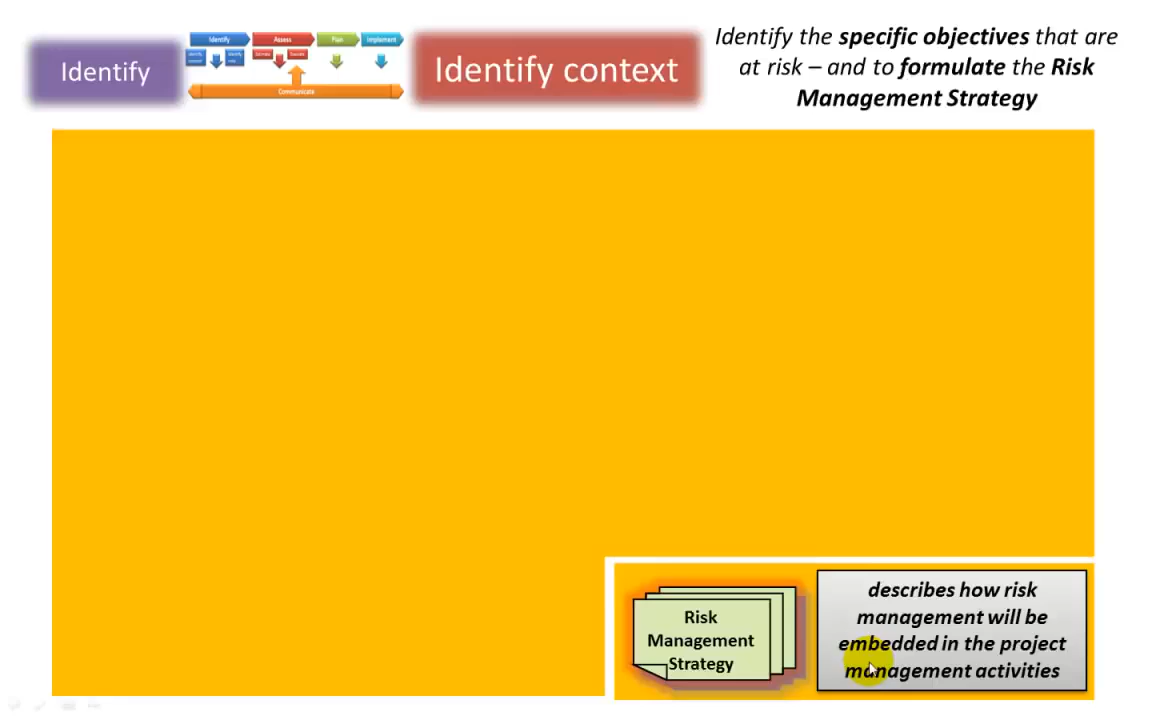 Identify
Identify
Assess
Plan
Implement
Communicate
Identify context
Identify the specific objectives that are
at risk – and to formulate the Risk
Management Strategy
Risk
Management
Strategy
describes how risk
management will be
embedded in the project
management activities